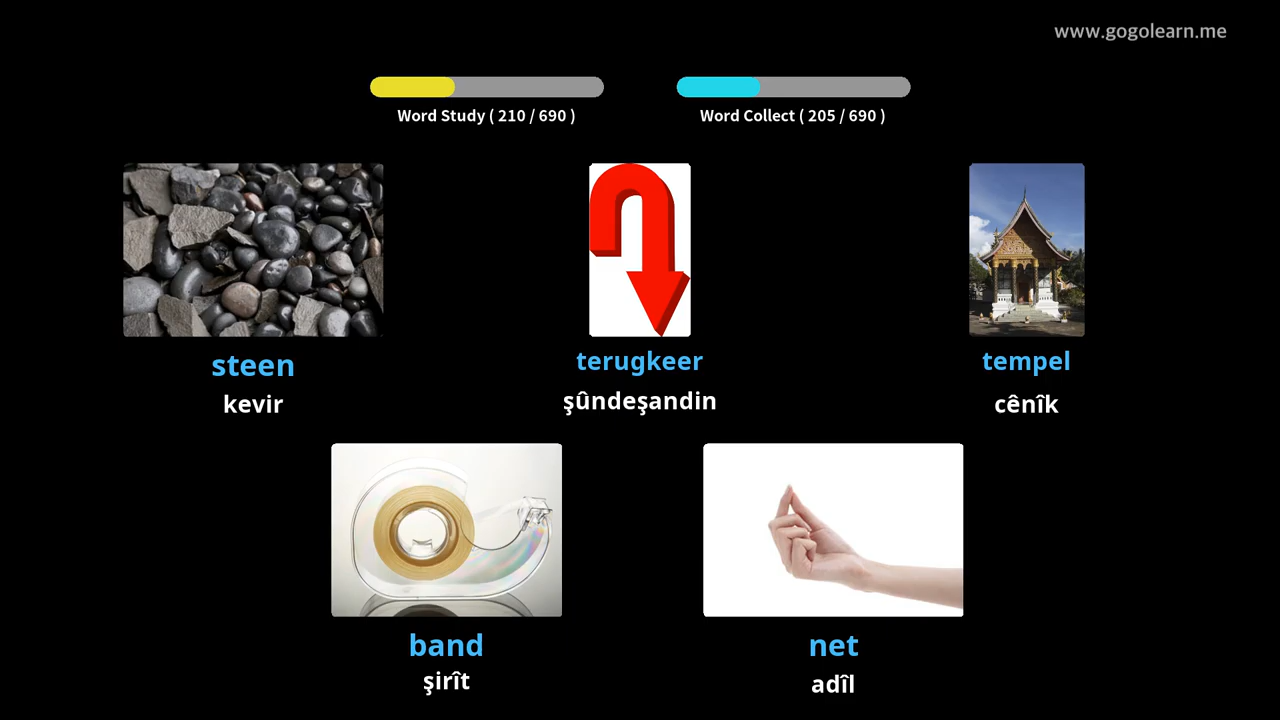 www.gogolearn.me
Word Study ( 210 / 690 )
Word Collect ( 205 / 690 )
steen
kevir
terugkeer
şûndeşandin
tempel
cênîk
band
şirît
net
adîl